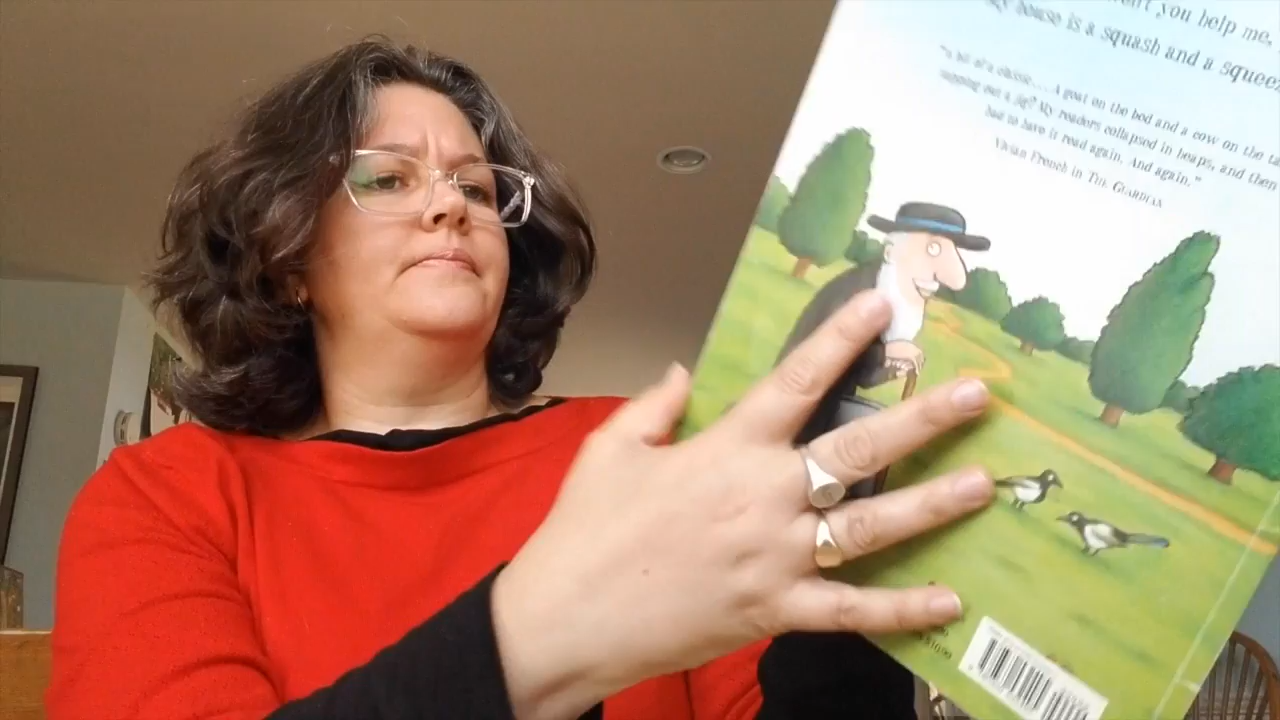 you help me,
My house is a squash and a squeez
"a bit of a classic.... A goat on the bed and a cow on the ta
tapping out a jig? My readers collapsed in heaps, and then
had to have it read again. And again."
Vivian French in THE GUARDIAN